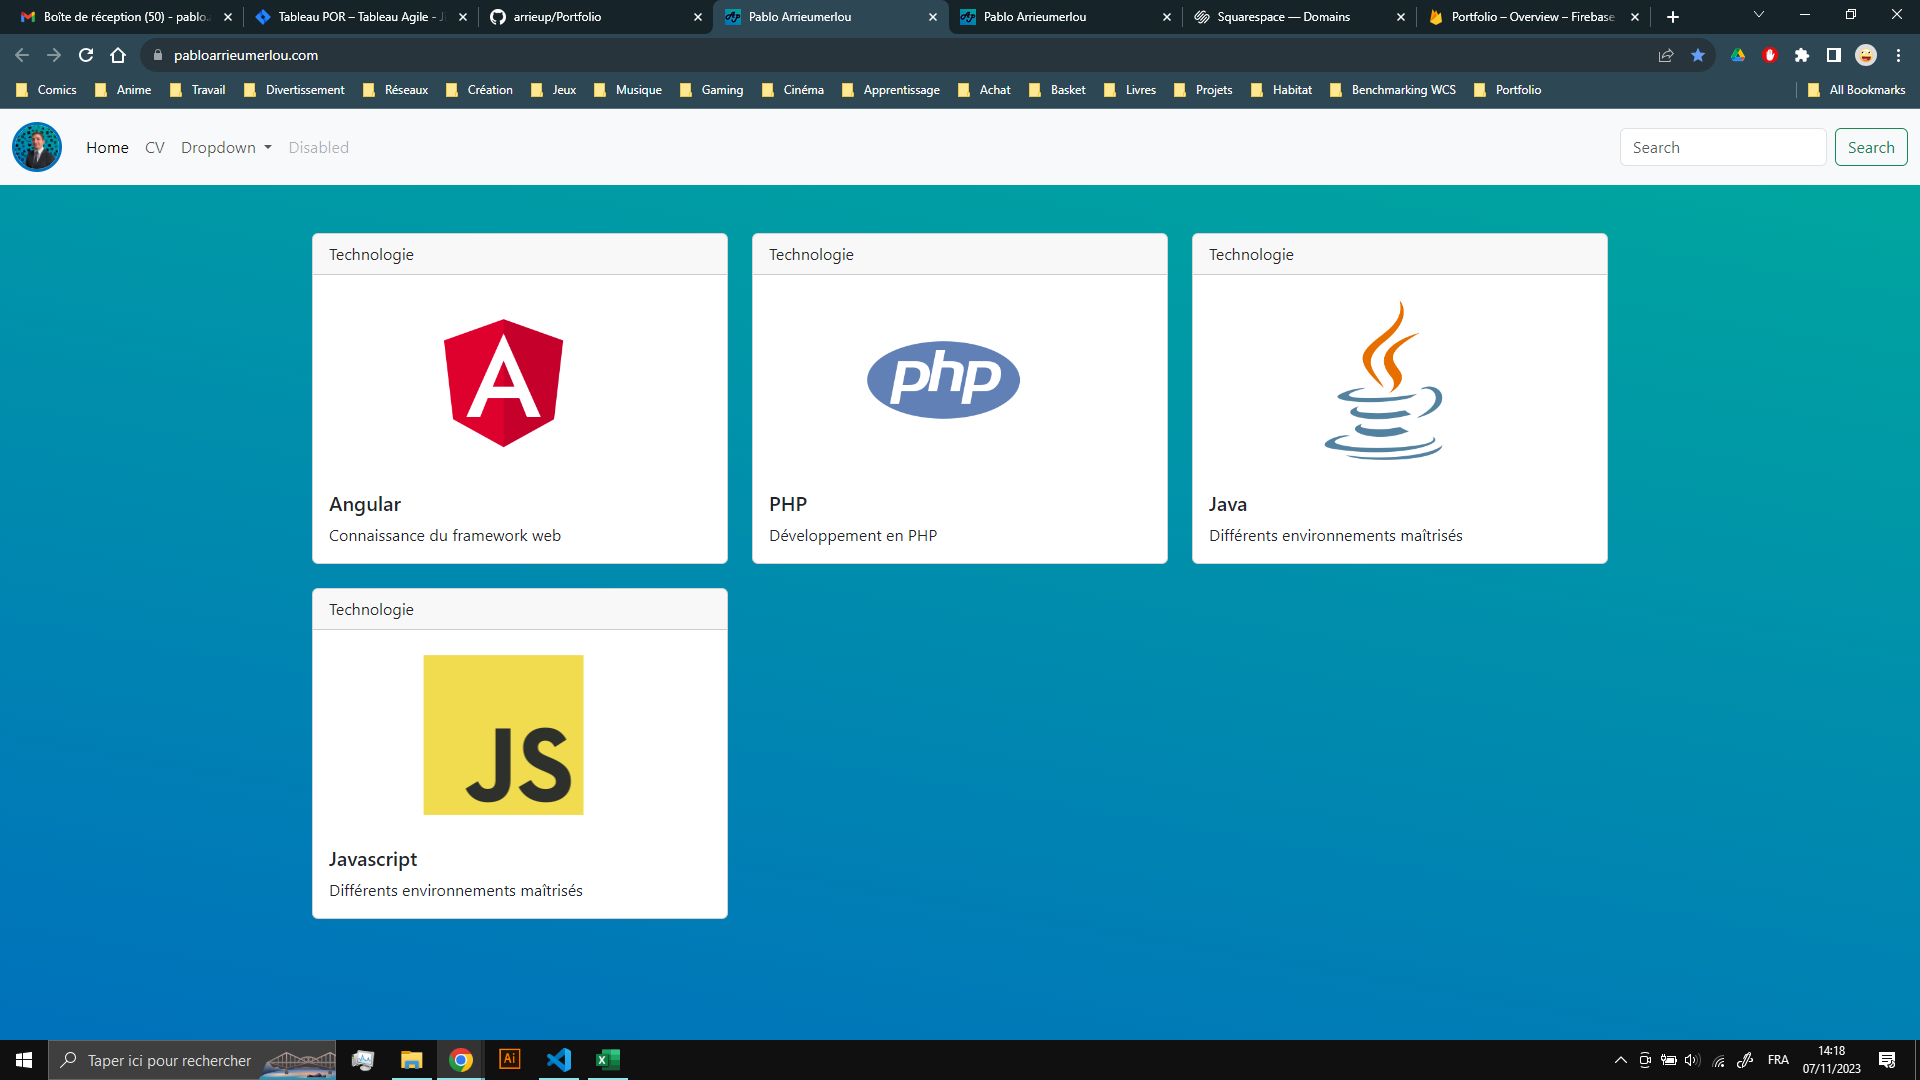 Boîte de réception (50) - pablo.
Tableau POR – Tableau Agile - J
arrieup/Portfolio
Pablo Arrieumerlou
Pablo Arrieumerlou
Squarespace — Domains
Portfolio – Overview – Firebase
pabloarrieumerlou.com
Comics
Anime
Travail
Divertissement
Réseaux
Création
Jeux
Musique
Gaming
Cinéma
Apprentissage
Achat
Basket
Livres
Projets
Habitat
Benchmarking WCS
Portfolio
All Bookmarks
Home
CV
Dropdown
Disabled
Search
Search
Technologie
Angular
Connaissance du framework web
Technologie
php
PHP
Développement en PHP
Technologie
Java
Différents environnements maîtrisés
Technologie
JS
Javascript
Différents environnements maîtrisés
Taper ici pour rechercher
Ai
FRA
14:18
07/11/2023